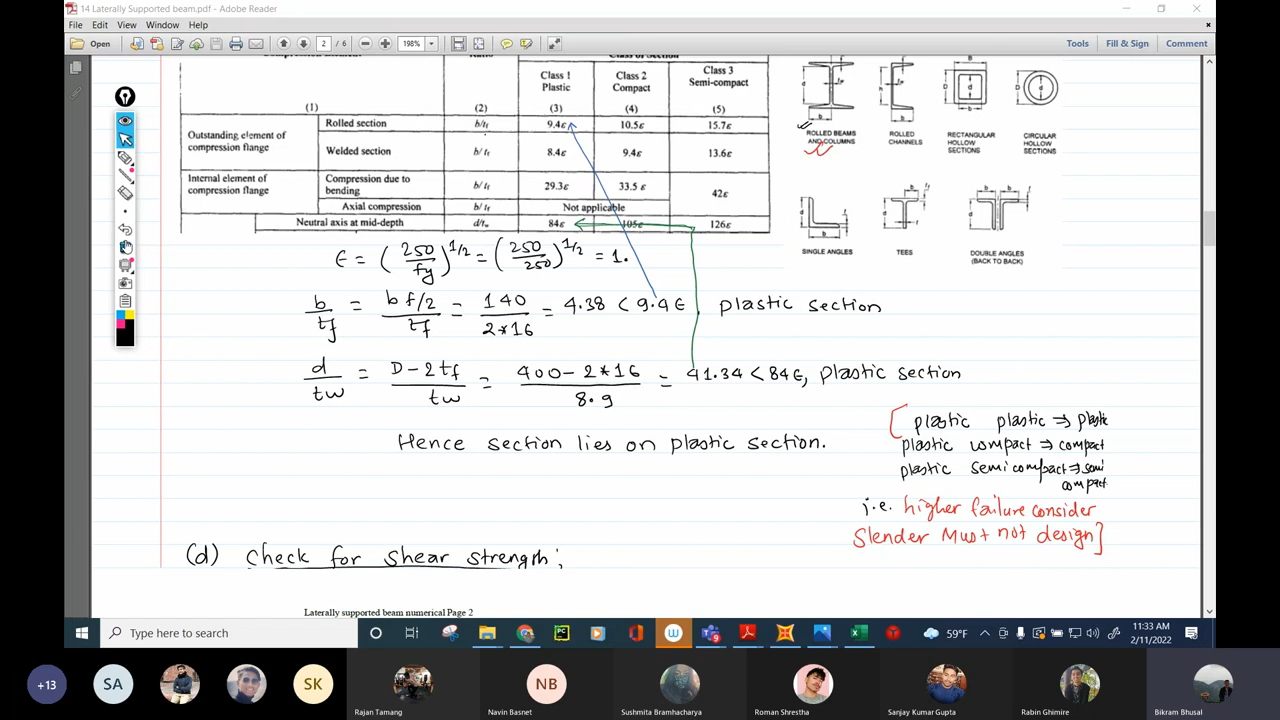 14 Laterally Supported beam.pdf - Adobe Reader
File Edit View Window Help
Open 2 / 6 198% Tools Fill & Sign Comment
Ratio
Class 1 Plastic Class 2 Compact Class 3 Semi-compact
(1) (2) (3) (4) (5)
Outstanding element of compression flange Rolled section b/tf 9.4ε 10.5ε 15.7ε
Welded section b/tf 8.4ε 9.4ε 13.6ε
Internal element of compression flange Compression due to bending b/tf 29.3ε 33.5 ε 42ε
Axial compression b/tf Not applicable
Neutral axis at mid-depth d/tw 84ε 105ε 126ε
ROLLED BEAMS AND COLUMNS
ROLLED CHANNELS
RECTANGULAR HOLLOW SECTIONS
CIRCULAR HOLLOW SECTIONS
SINGLE ANGLES
TEES
DOUBLE ANGLES (BACK TO BACK)
ϵ = (250/fy)^1/2 = (250/250)^1/2 = 1.
b/tf = bf/2/tf = 140/2*16 = 4.38 < 9.4ϵ, plastic section
d/tw = D-2tf/tw = 400-2*16/8.9 = 41.34 < 84ϵ, plastic section
Hence section lies on plastic section.
[plastic plastic ⇒ plastic
plastic compact ⇒ compact
plastic semicompact ⇒ semi
compact
i.e. higher failure consider
Slender Must not design]
(d) Check for shear strength;
Laterally supported beam numerical Page 2
Type here to search
59°F
11:33 AM
2/11/2022
+13 SA SK NB
Rajan Tamang
Navin Basnet
Sushmita Bramhacharya
Roman Shrestha
Sanjay Kumar Gupta
Rabin Ghimire
Bikram Bhusal